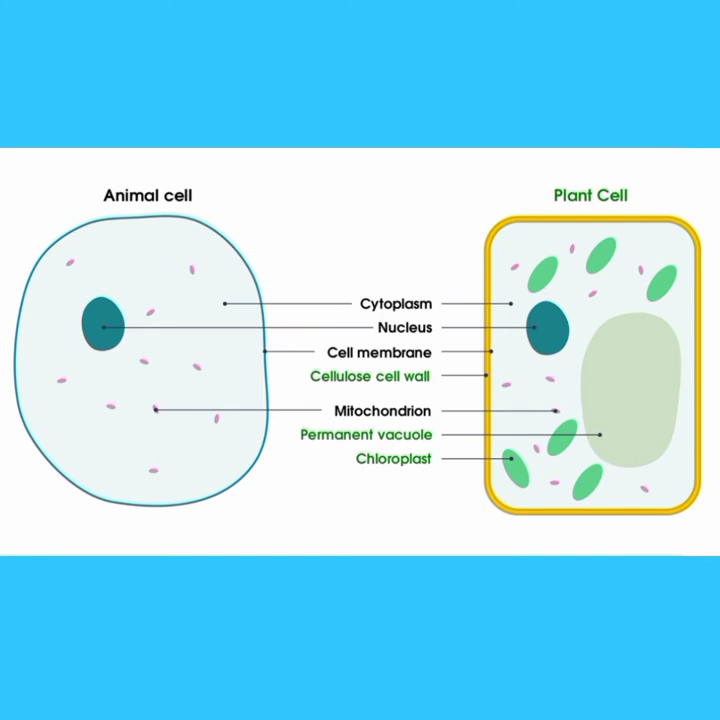 Animal cell
Plant Cell
Cytoplasm
Nucleus
Cell membrane
Cellulose cell wall
Mitochondrion
Permanent vacuole
Chloroplast